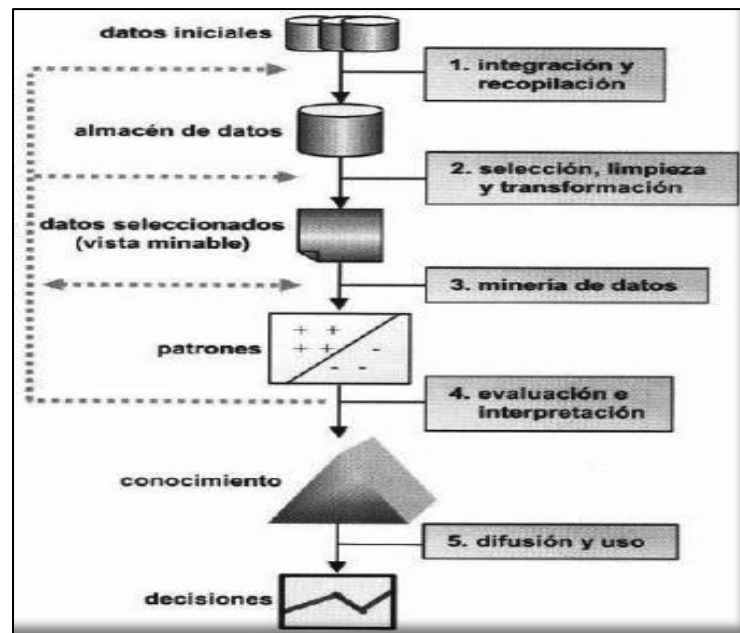 datos iniciales
1. integración y
recopilación
almacén de datos
2. selección, limpieza
y transformación
datos seleccionados
(vista minable)
3. minería de datos
patrones
4. evaluación e
interpretación
conocimiento
5. difusión y uso
decisiones